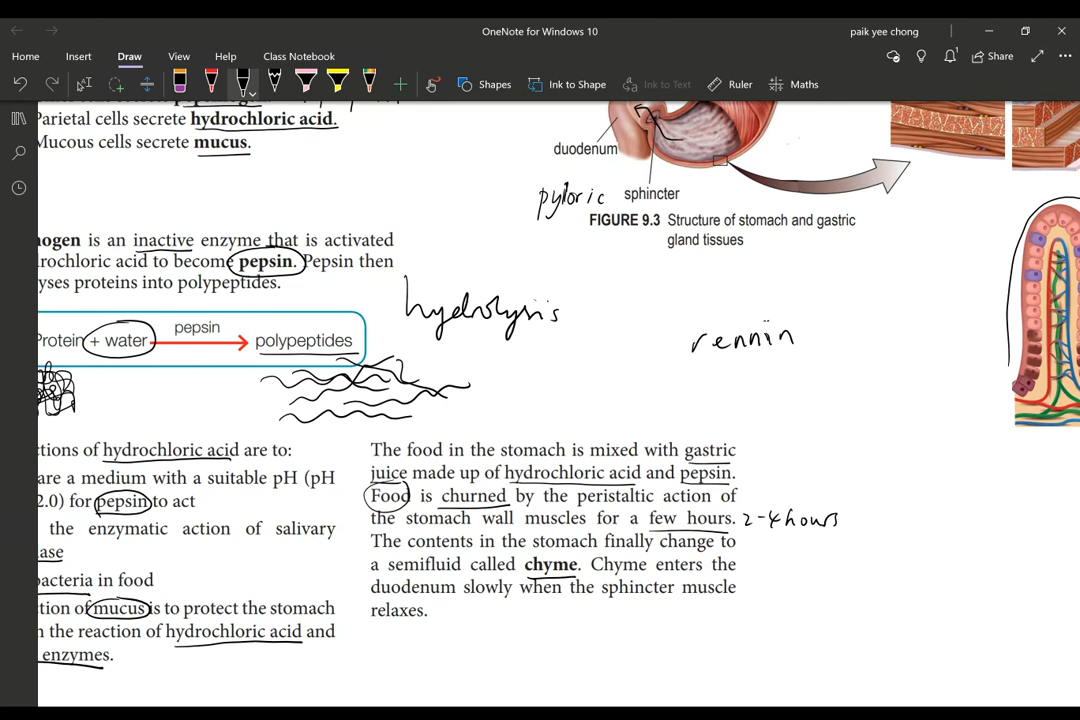 OneNote for Windows 10
paik yee chong
Home Insert Draw View Help Class Notebook
Share
Shapes Ink to Shape Ink to Text Ruler Maths
Parietal cells secrete hydrochloric acid.
Mucous cells secrete mucus.
ogen is an inactive enzyme that is activated
drochloric acid to become pepsin. Pepsin then
yses proteins into polypeptides.
Protein + water pepsin polypeptides
hydrolysis
ctions of hydrochloric acid are to:
are a medium with a suitable pH (pH
2.0) for pepsin to act
the enzymatic action of salivary
ase
bacteria in food
ction of mucus is to protect the stomach
the reaction of hydrochloric acid and
enzymes.
duodenum
pyloric sphincter
FIGURE 9.3 Structure of stomach and gastric
gland tissues
rennin
The food in the stomach is mixed with gastric
juice made up of hydrochloric acid and pepsin.
Food is churned by the peristaltic action of
the stomach wall muscles for a few hours. 2-4 hours
The contents in the stomach finally change to
a semifluid called chyme. Chyme enters the
duodenum slowly when the sphincter muscle
relaxes.